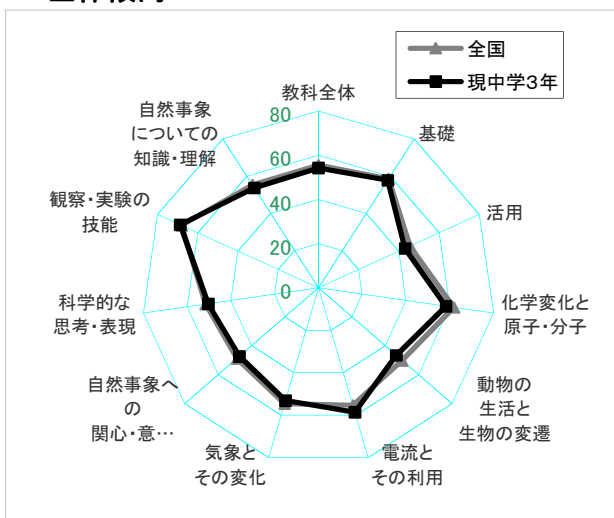 全国
現中学3年
教科全体
基礎
活用
化学変化と
原子・分子
動物の
生活と
生物の変遷
電流と
その利用
気象と
その変化
自然事象へ
の
関心・意…
科学的な
思考・表現
観察・実験の
技能
自然事象
についての
知識・理解
80
60
40
20
0